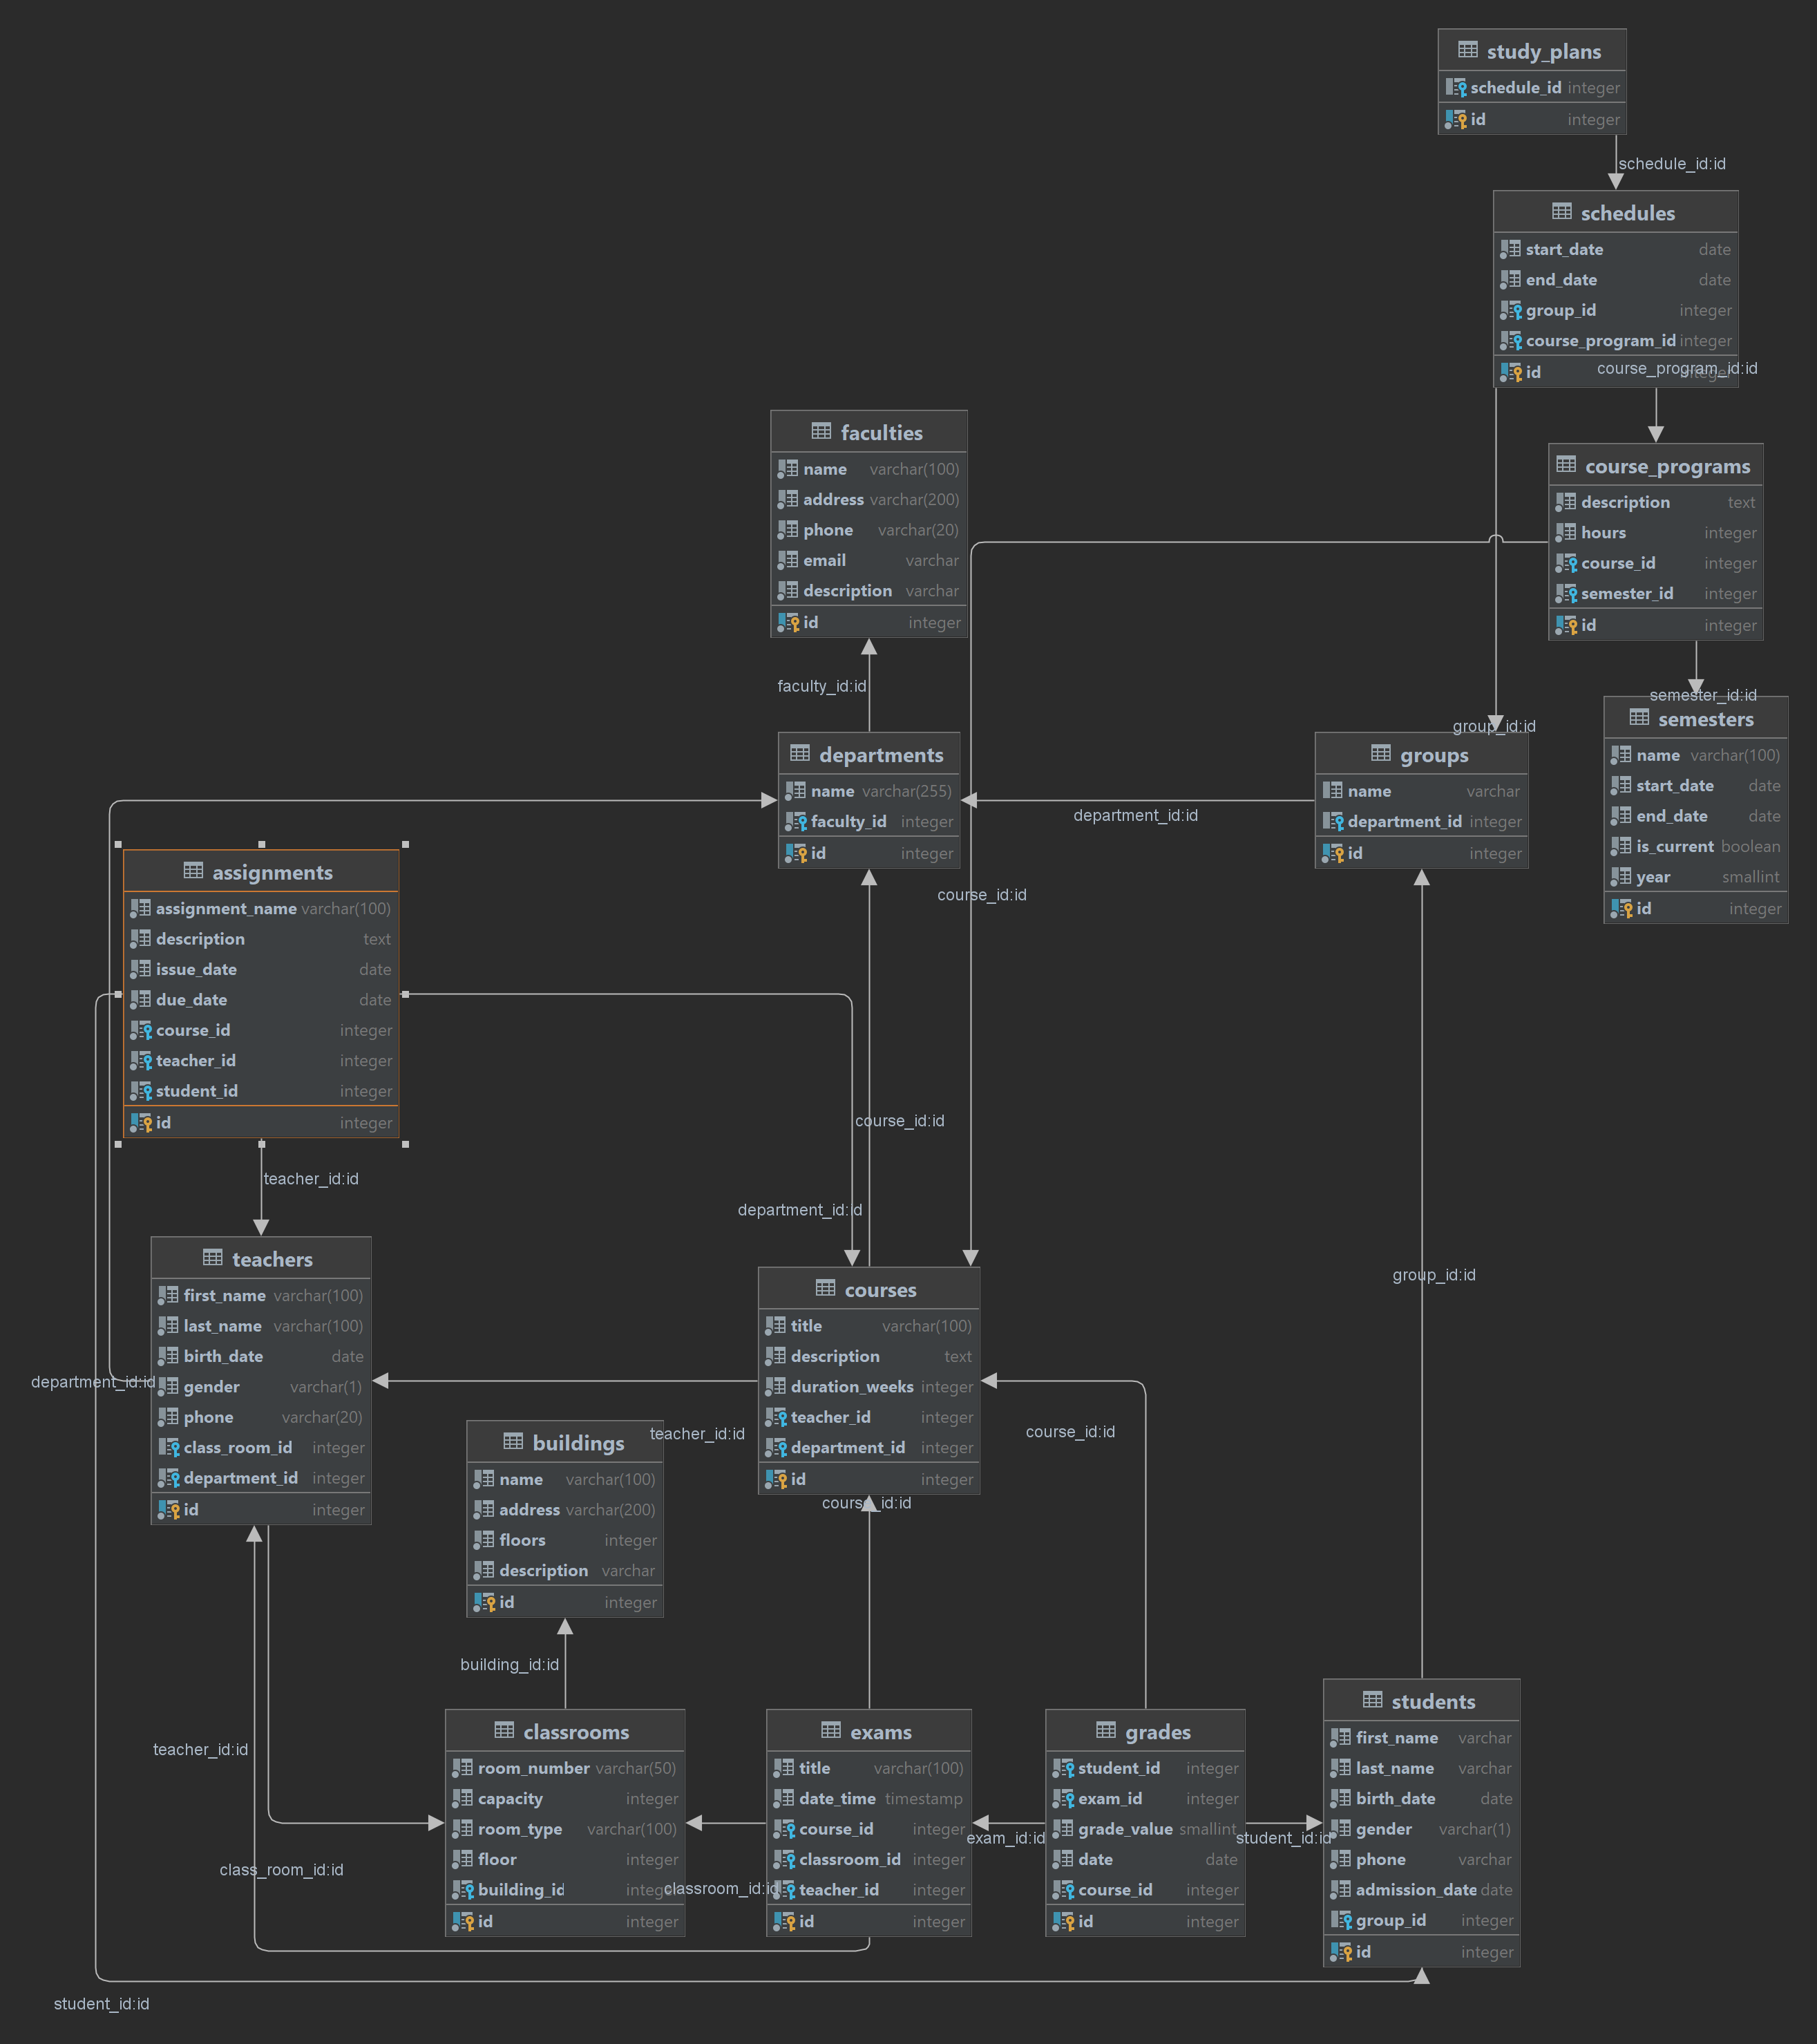 study_plans
schedule_id integer
id integer
schedule_id:id
schedules
start_date date
end_date date
group_id integer
course_program_id integer
id integer
course_program_id:id
faculties
name varchar(100)
address varchar(200)
phone varchar(20)
email varchar
description varchar
id integer
course_programs
description text
hours integer
course_id integer
semester_id integer
id integer
faculty_id:id
semester_id:id
group_id:id
departments
name varchar(255)
faculty_id integer
id integer
department_id:id
groups
name varchar
department_id integer
id integer
semesters
name varchar(100)
start_date date
end_date date
is_current boolean
year smallint
id integer
course_id:id
assignments
assignment_name varchar(100)
description text
issue_date date
due_date date
course_id integer
teacher_id integer
student_id integer
id integer
course_id:id
teacher_id:id
department_id:id
group_id:id
teachers
first_name varchar(100)
last_name varchar(100)
birth_date date
gender varchar(1)
phone varchar(20)
class_room_id integer
department_id integer
id integer
department_id:id
courses
title varchar(100)
description text
duration_weeks integer
teacher_id integer
department_id integer
id integer
teacher_id:id
course_id:id
course_id:id
buildings
name varchar(100)
address varchar(200)
floors integer
description varchar
id integer
building_id:id
teacher_id:id
class_room_id:id
classrooms
room_number varchar(50)
capacity integer
room_type varchar(100)
floor integer
building_id integer
id integer
classroom_id:id
exams
title varchar(100)
date_time timestamp
course_id integer
classroom_id integer
teacher_id integer
id integer
exam_id:id
grades
student_id integer
exam_id integer
grade_value smallint
date date
course_id integer
id integer
student_id:id
students
first_name varchar
last_name varchar
birth_date date
gender varchar(1)
phone varchar
admission_date date
group_id integer
id integer
student_id:id